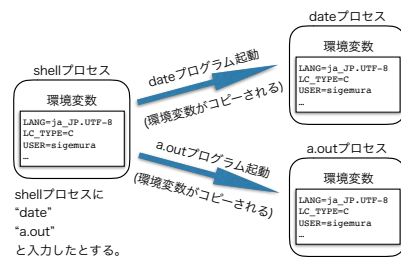 shellプロセス
環境変数
LANG=ja_JP.UTF-8
LC_TYPE=C
USER=sigemura
…
shellプロセスに
“date”
“a.out”
と入力したとする。
dateプログラム起動
(環境変数がコピーされる)
a.outプログラム起動
(環境変数がコピーされる)
dateプロセス
環境変数
LANG=ja_JP.UTF-8
LC_TYPE=C
USER=sigemura
…
a.outプロセス
環境変数
LANG=ja_JP.UTF-8
LC_TYPE=C
USER=sigemura
…